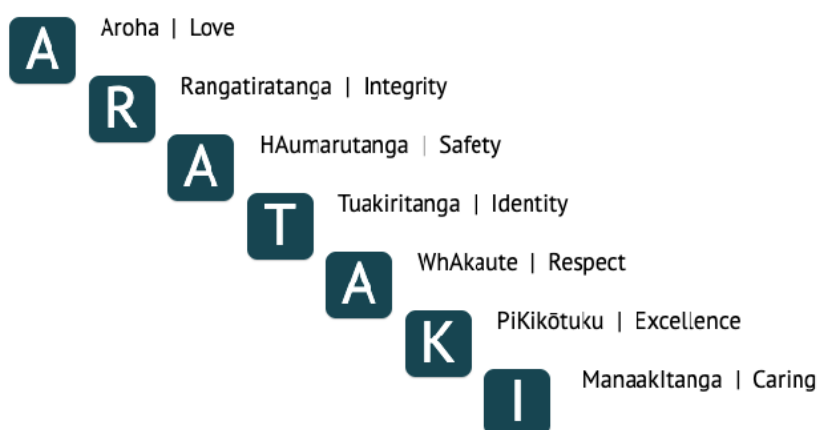 A Aroha | Love
R Rangatiratanga | Integrity
A HAumarutanga | Safety
T Tuakiritanga | Identity
A WhAkaute | Respect
K PiKikōtuku | Excellence
I ManaakItanga | Caring